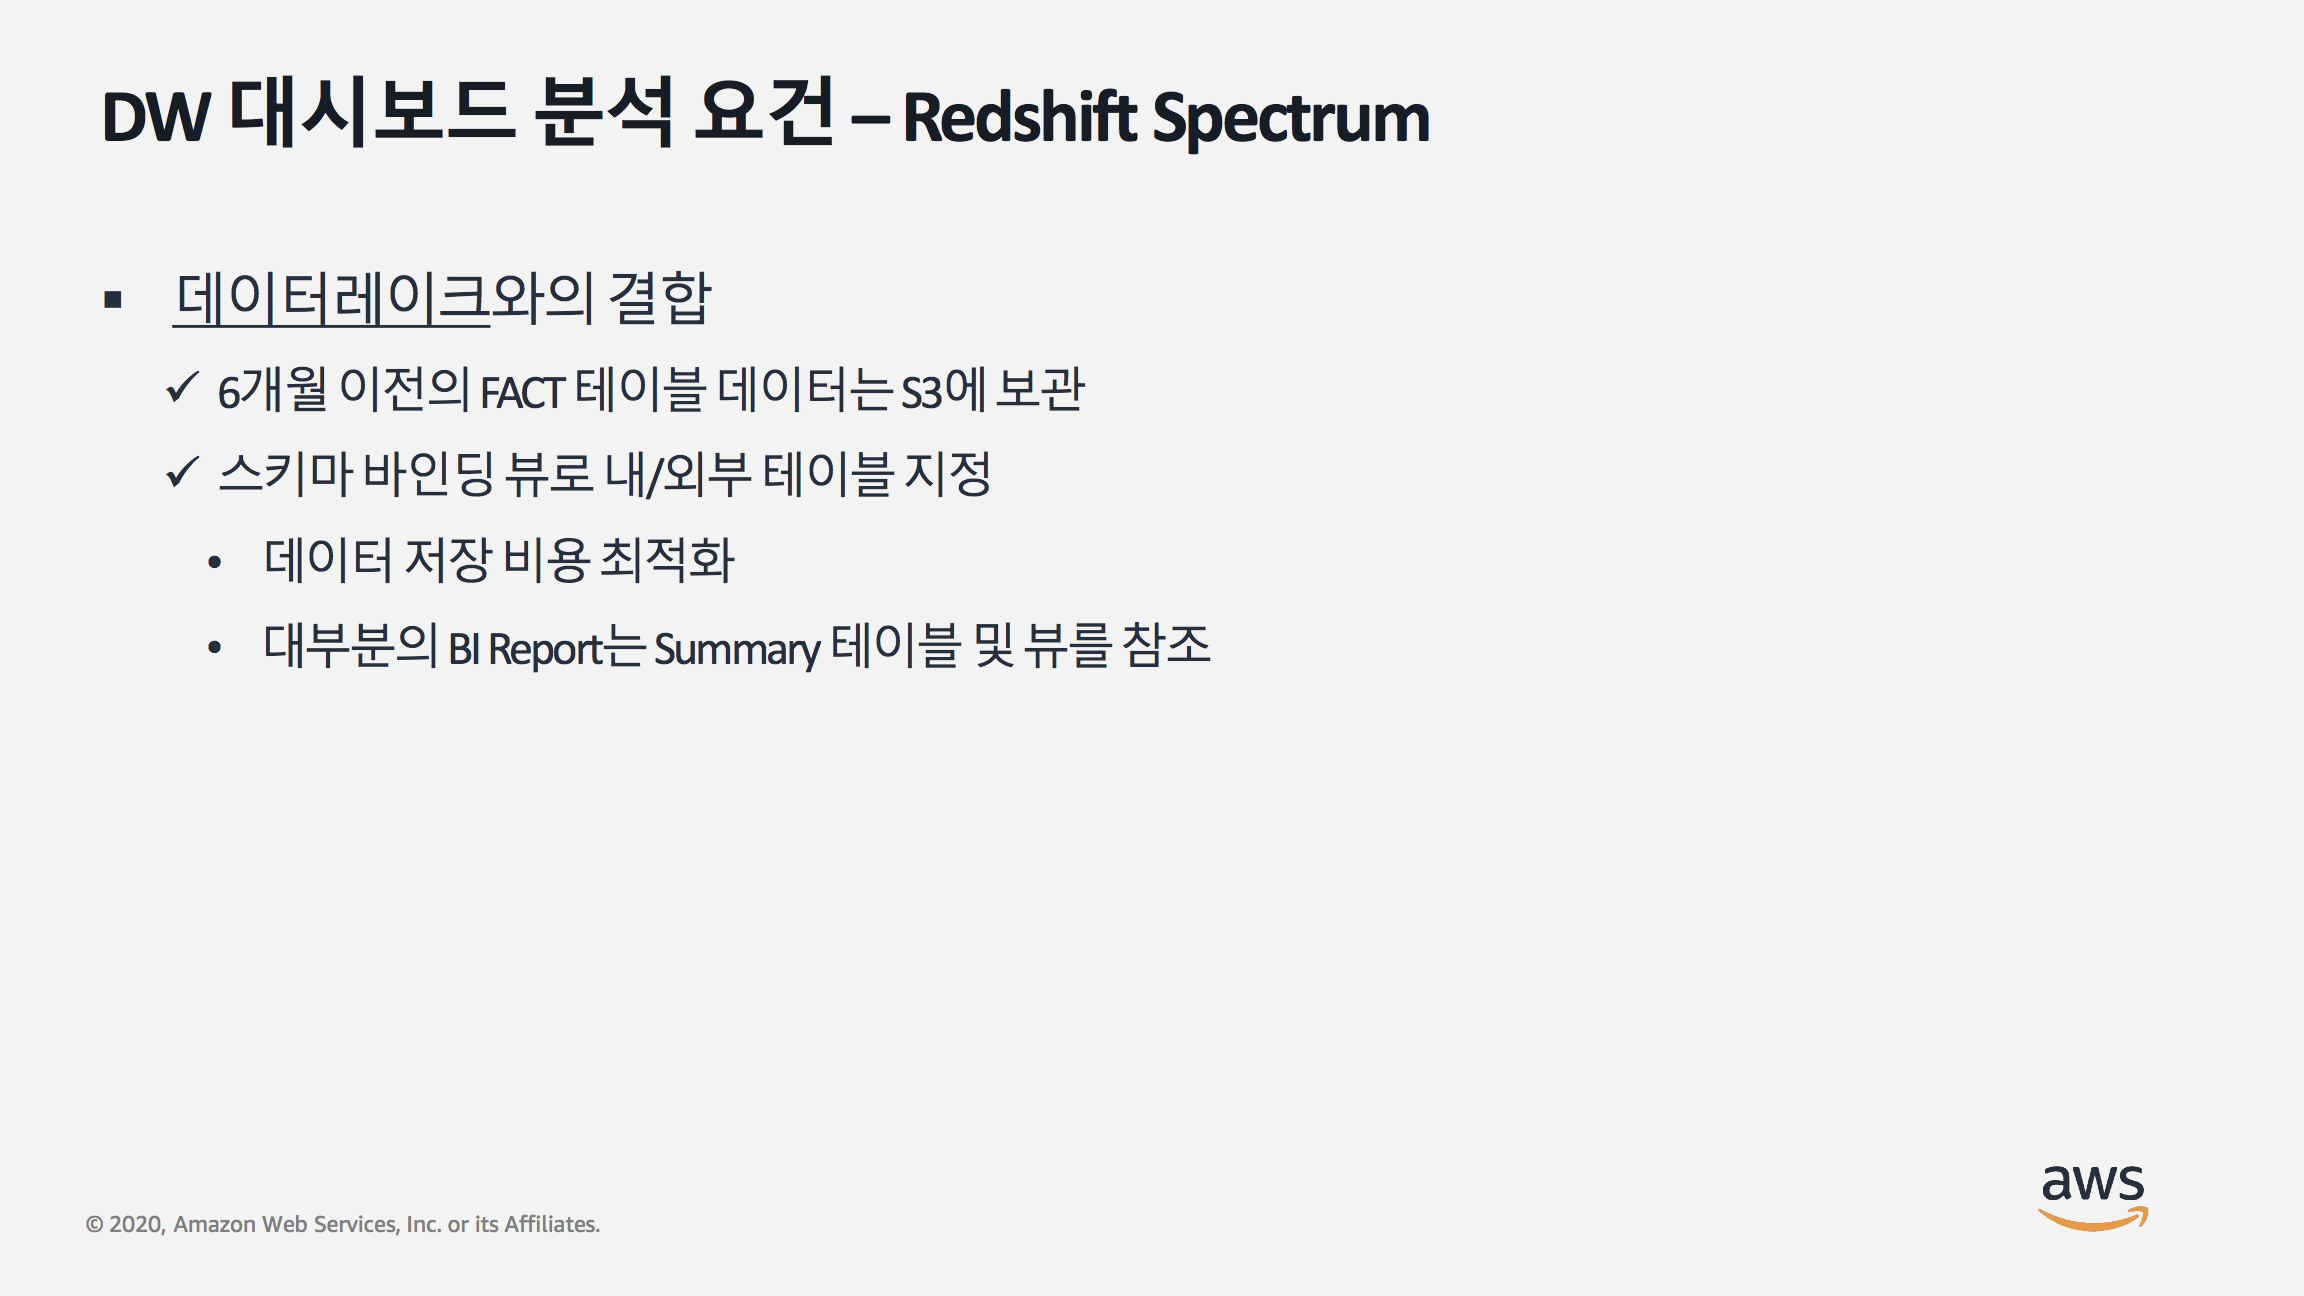 DW 대시보드 분석 요건 – Redshift Spectrum
▪ 데이터레이크와의 결합
✓ 6개월 이전의 FACT 테이블 데이터는 S3에 보관
✓ 스키마 바인딩 뷰로 내/외부 테이블 지정
• 데이터 저장 비용 최적화
• 대부분의 BI Report는 Summary 테이블 및 뷰를 참조
© 2020, Amazon Web Services, Inc. or its Affiliates.
aws